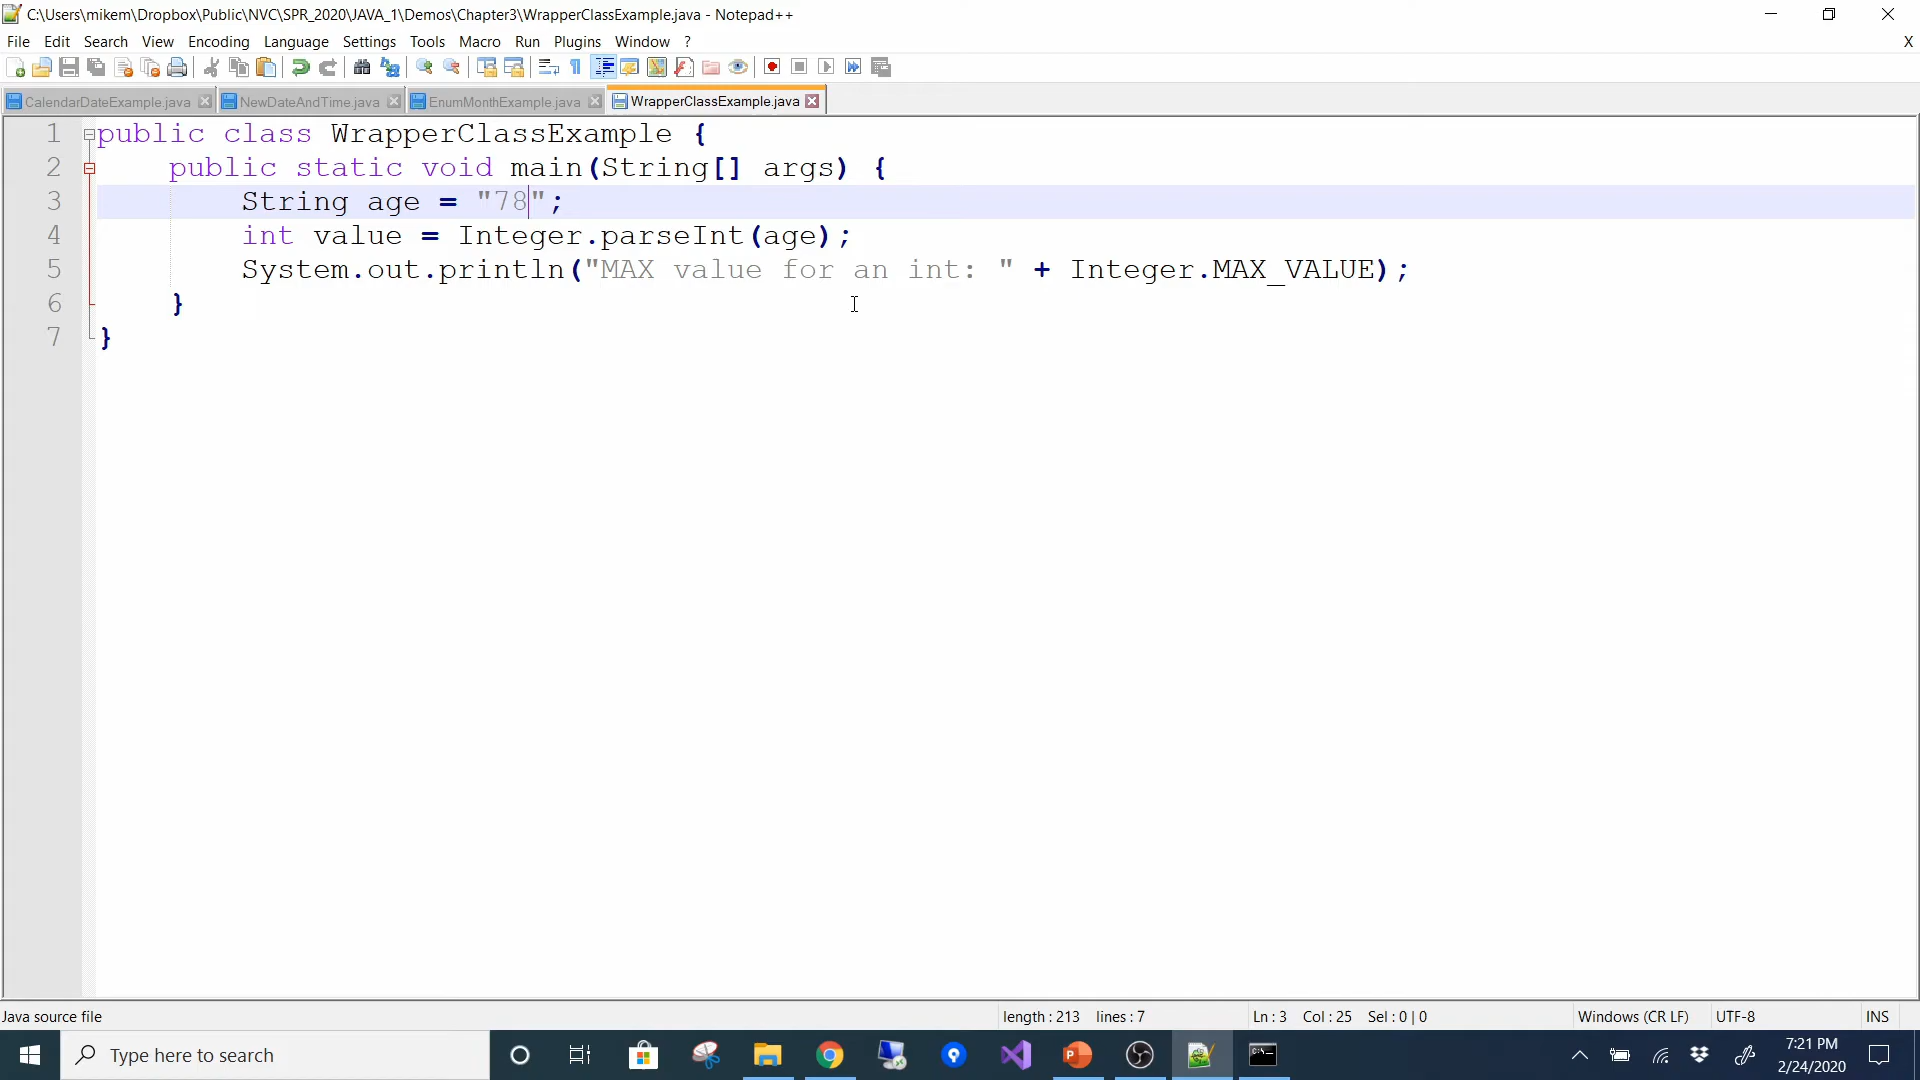 C:\Users\mikem\Dropbox\Public\NVC\SPR_2020\JAVA_1\Demos\Chapter3\WrapperClassExample.java - Notepad++
File Edit Search View Encoding Language Settings Tools Macro Run Plugins Window ? X
CalendarDateExample.java NewDateAndTime.java EnumMonthExample.java WrapperClassExample.java
1 public class WrapperClassExample {
2 public static void main(String[] args) {
3 String age = "78";
4 int value = Integer.parseInt(age);
5 System.out.println("MAX value for an int: " + Integer.MAX_VALUE);
6 }
7 }
Java source file length : 213 lines : 7 Ln : 3 Col : 25 Sel : 0 | 0 Windows (CR LF) UTF-8 INS
Type here to search
7:21 PM
2/24/2020